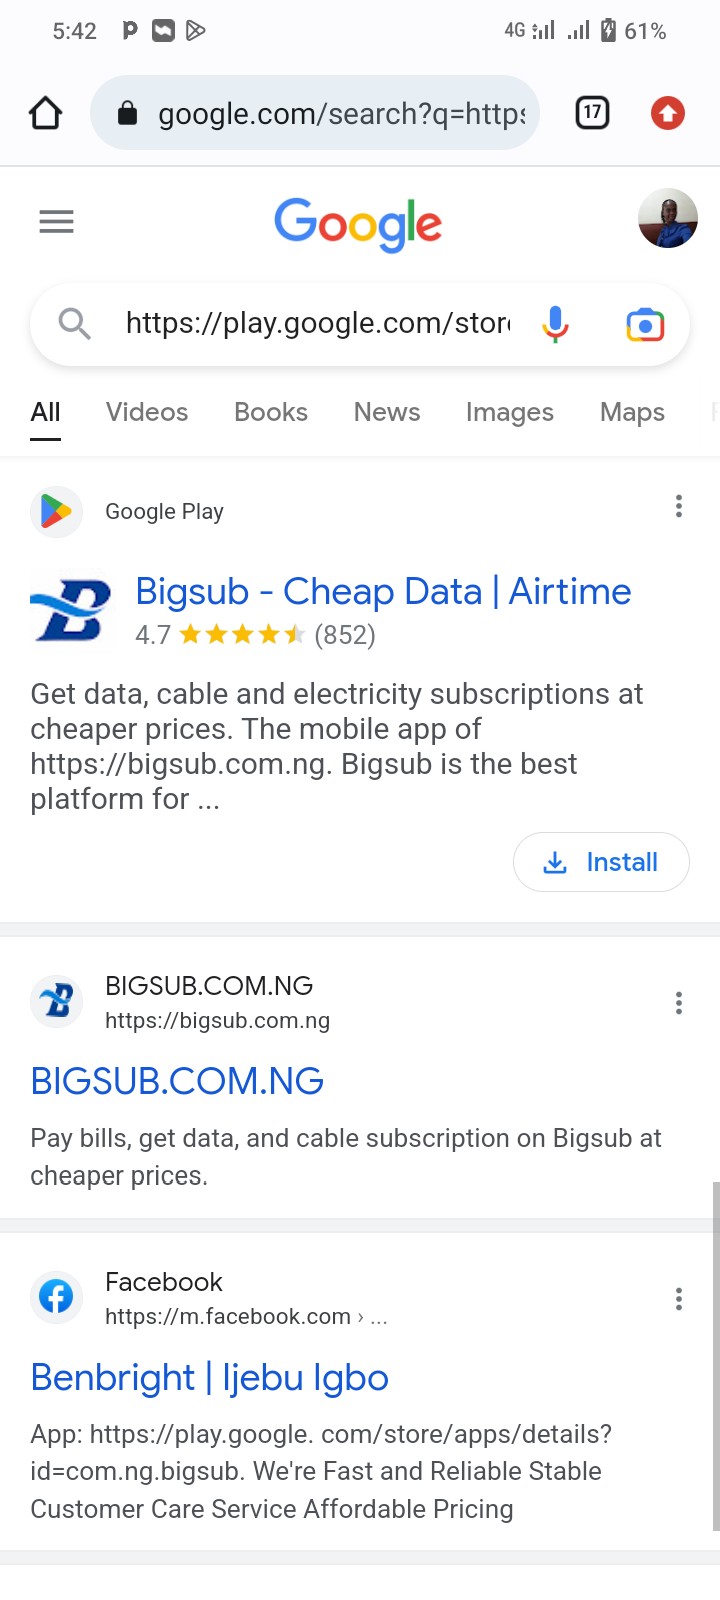 5:42
4G
61%
google.com/search?q=https
17
Google
https://play.google.com/store
All Videos Books News Images Maps
Google Play
Bigsub - Cheap Data | Airtime
4.7 (852)
Get data, cable and electricity subscriptions at
cheaper prices. The mobile app of
https://bigsub.com.ng. Bigsub is the best
platform for ...
Install
BIGSUB.COM.NG
https://bigsub.com.ng
BIGSUB.COM.NG
Pay bills, get data, and cable subscription on Bigsub at
cheaper prices.
Facebook
https://m.facebook.com › ...
Benbright | Ijebu Igbo
App: https://play.google. com/store/apps/details?
id=com.ng.bigsub. We're Fast and Reliable Stable
Customer Care Service Affordable Pricing